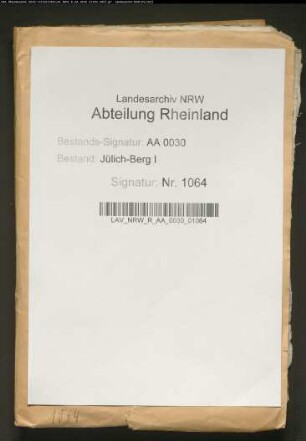 Landesarchiv NRW
Abteilung Rheinland
Bestands-Signatur: AA 0030
Bestand: Jülich-Berg I
Signatur: Nr. 1064
LAV_NRW_R_AA_0030_01064